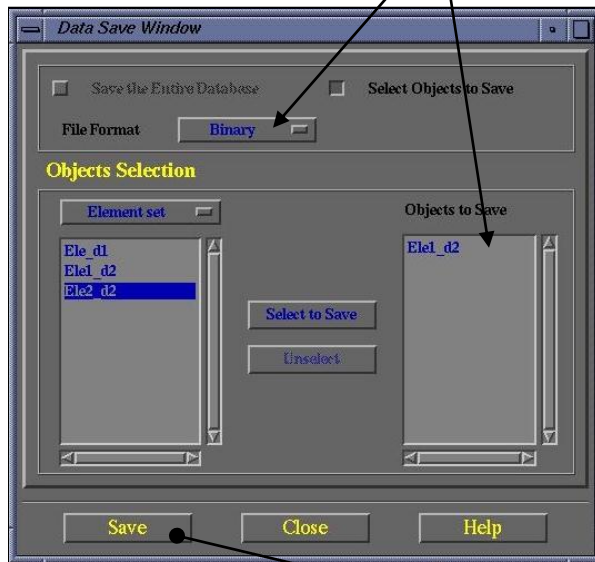 Data Save Window
Save the Entire Database
Select Objects to Save
File Format
Binary
Objects Selection
Element set
Objects to Save
Ele_d1
Ele1_d2
Ele2_d2
Ele1_d2
Select to Save
Unselect
Save
Close
Help